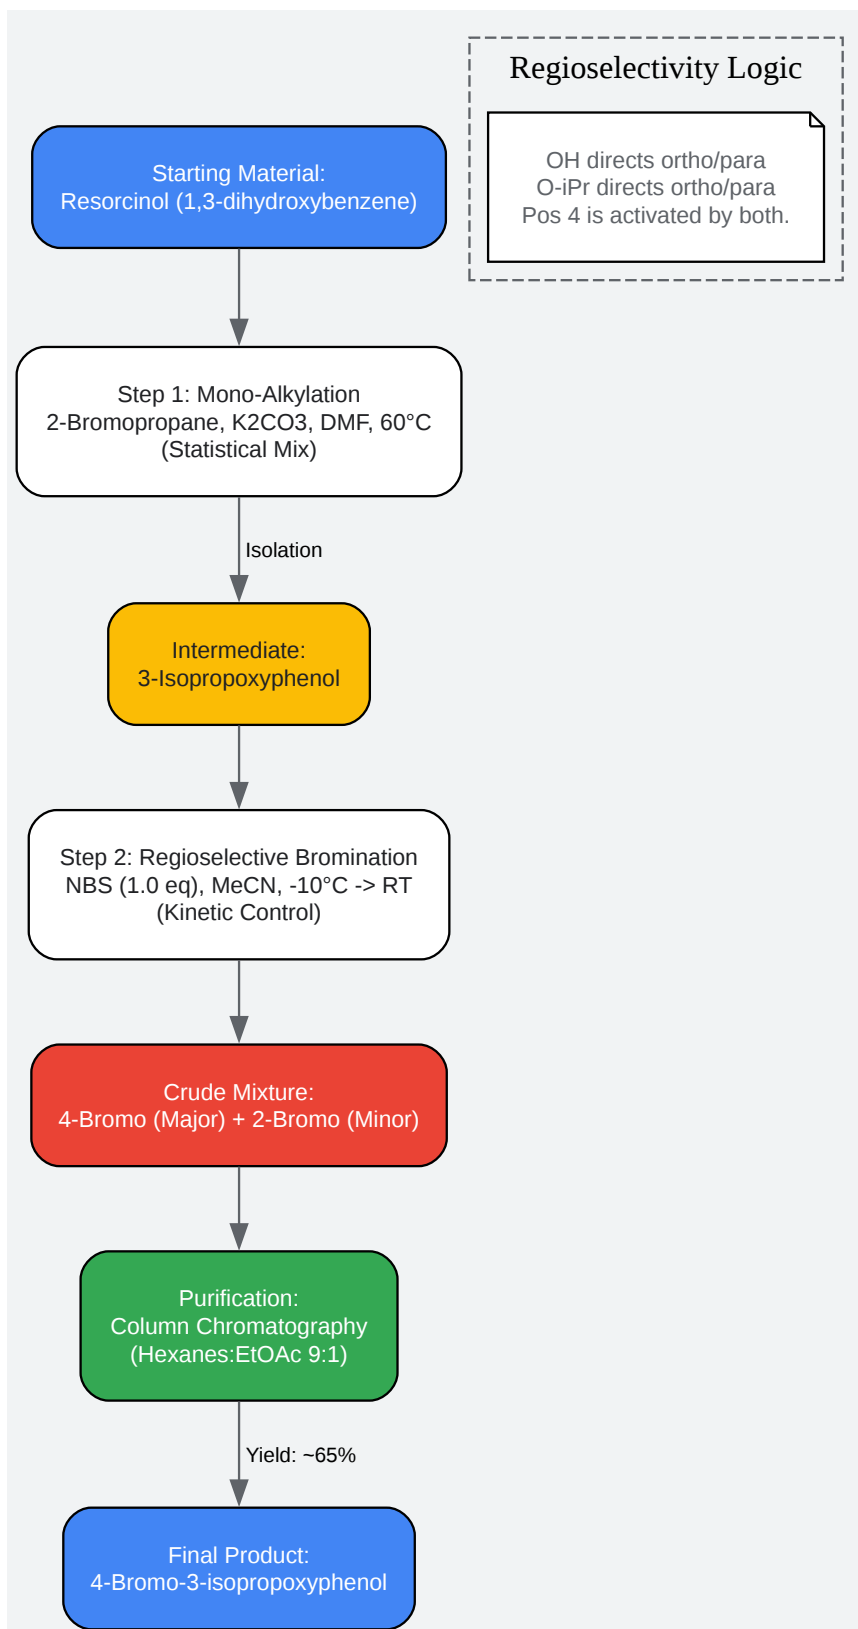 Regioselectivity Logic
OH directs ortho/para
O-iPr directs ortho/para
Pos 4 is activated by both.
Starting Material:
Resorcinol (1,3-dihydroxybenzene)
Step 1: Mono-Alkylation
2-Bromopropane, K2CO3, DMF, 60°C
(Statistical Mix)
Isolation
Intermediate:
3-Isopropoxyphenol
Step 2: Regioselective Bromination
NBS (1.0 eq), MeCN, -10°C -> RT
(Kinetic Control)
Crude Mixture:
4-Bromo (Major) + 2-Bromo (Minor)
Purification:
Column Chromatography
(Hexanes:EtOAc 9:1)
Yield: ~65%
Final Product:
4-Bromo-3-isopropoxyphenol